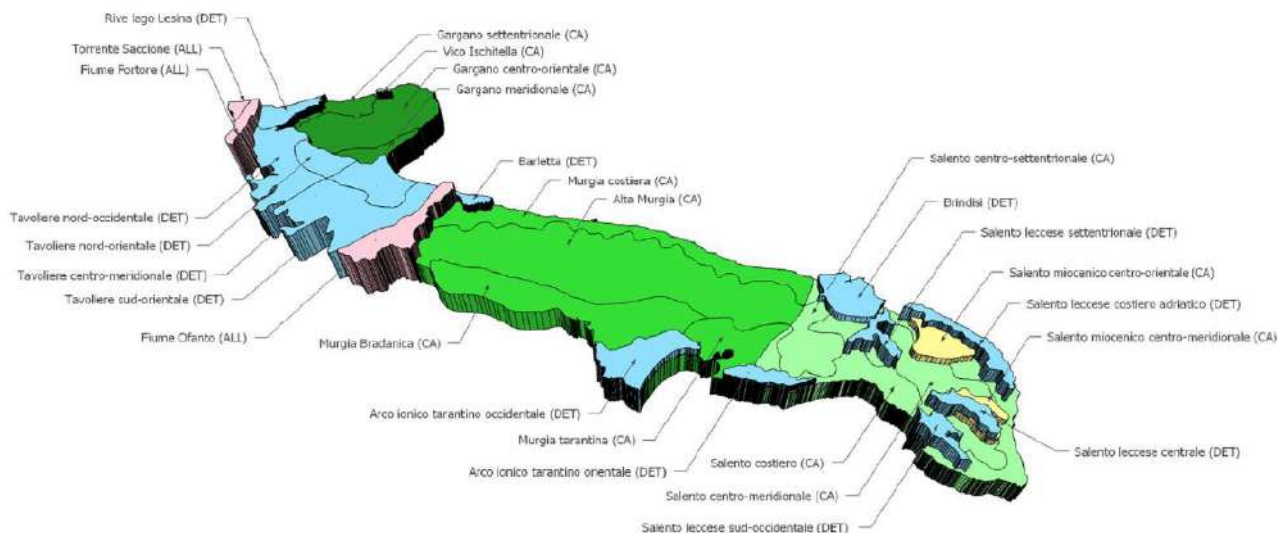 Rive lago Lesina (DET)
Torrente Saccione (ALL)
Fiume Fortore (ALL)
Gargano settentrionale (CA)
Vico Ischitella (CA)
Gargano centro-orientale (CA)
Gargano meridionale (CA)
Barletta (DET)
Murgia costiera (CA)
Alta Murgia (CA)
Salento centro-settentrionale (CA)
Brindisi (DET)
Salento leccese settentrionale (DET)
Salento miocenico centro-orientale (CA)
Salento leccese costiero adriatico (DET)
Salento miocenico centro-meridionale (CA)
Tavoliere nord-occidentale (DET)
Tavoliere nord-orientale (DET)
Tavoliere centro-meridionale (DET)
Tavoliere sud-orientale (DET)
Fiume Ofanto (ALL)
Murgia Bradanica (CA)
Arco ionico tarantino occidentale (DET)
Murgia tarantina (CA)
Arco ionico tarantino orientale (DET)
Salento costiero (CA)
Salento centro-meridionale (CA)
Salento leccese sud-occidentale (DET)
Salento leccese centrale (DET)